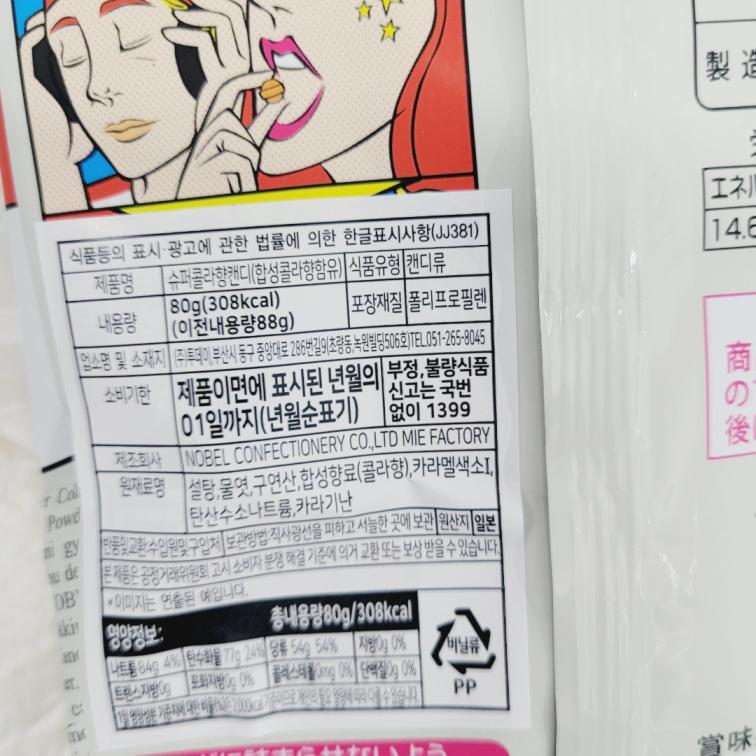 식품등의 표시·광고에 관한 법률에 의한 한글표시사항(JJ381)
제품명 슈퍼콜라향캔디(합성콜라향함유) 식품유형 캔디류
내용량 80g(308kcal) (이전내용량88g) 포장재질 폴리프로필렌
업소명 및 소재지 (주)투데이,부산시 동구 중앙대로 286번길9(초량동,녹원빌딩506호)TEL.051-265-8045
소비기한 제품이면에 표시된 년월의
01일까지(년월순표기)
부정,불량식품
신고는 국번
없이 1399
제조회사 NOBEL CONFECTIONERY CO.,LTD MIE FACTORY
원재료명 설탕,물엿,구연산,합성향료(콜라향),카라멜색소I,
탄산수소나트륨,카라기난
반품및교환:수입원및구입처 보관방법:직사광선을 피하고 서늘한 곳에 보관 원산지 일본
본 제품은 공정거래위원회 고시 소비자 분쟁 해결 기준에 의거 교환 또는 보상 받을 수 있습니다.
*이미지는 연출된 예입니다.
영양정보: 총내용량80g/308kcal
나트륨 84g 4% 탄수화물 77g 24% 당류 54g 54% 지방0g 0%
트랜스지방0g 포화지방0g 0% 콜레스테롤0mg 0% 단백질0g 0%
비닐류
PP
製造
エネル
14.6
商
の
後
賞味